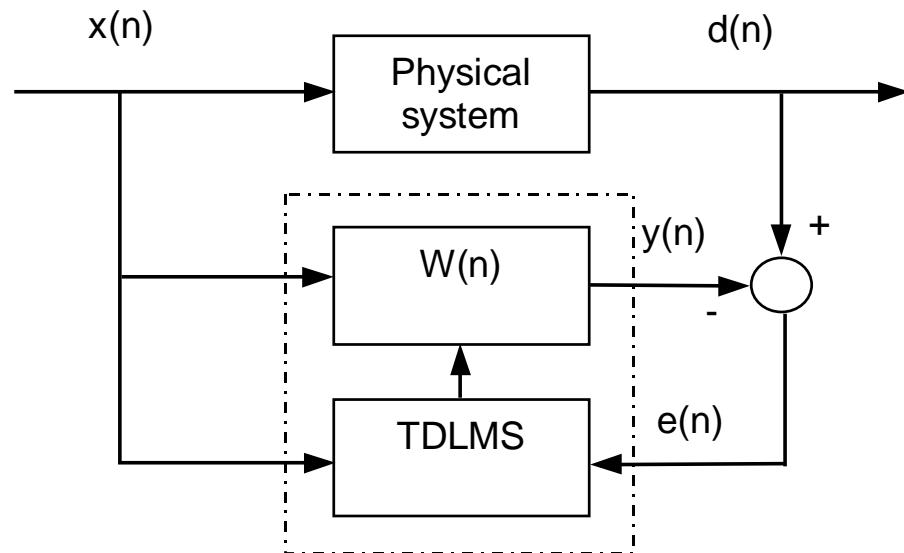 x(n)
d(n)
Physical
system
y(n)
+
W(n)
-
TDLMS
e(n)